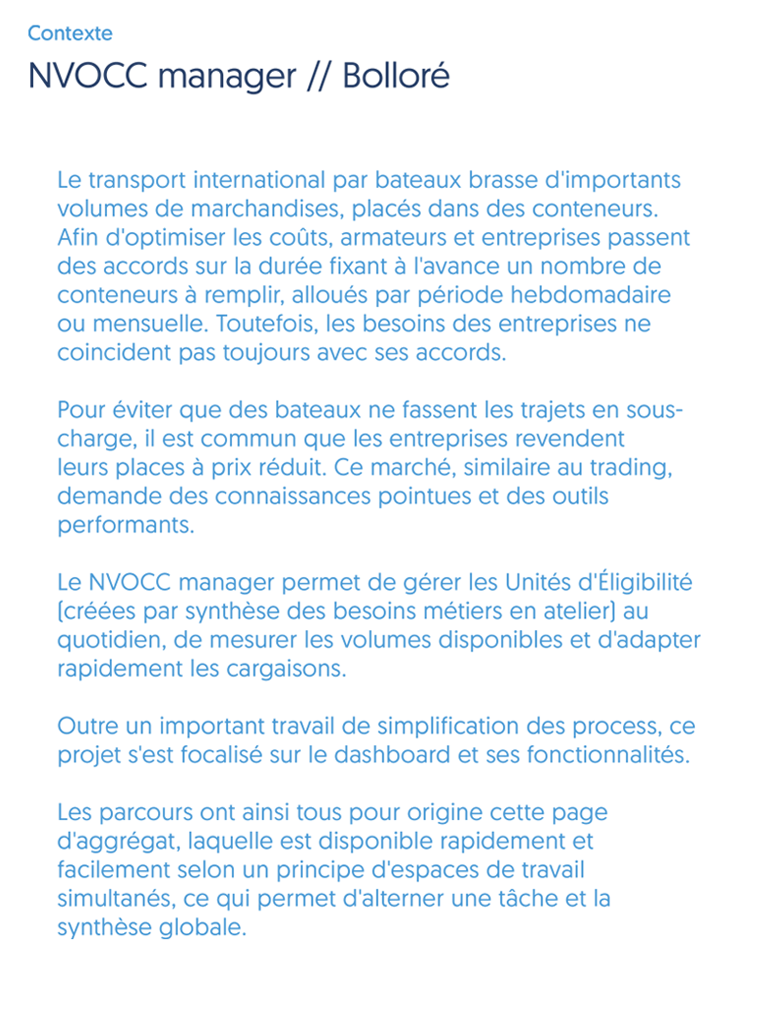 Contexte
NVOCC manager // Bolloré
Le transport international par bateaux brasse d'importants
volumes de marchandises, placés dans des conteneurs.
Afin d'optimiser les coûts, armateurs et entreprises passent
des accords sur la durée fixant à l'avance un nombre de
conteneurs à remplir, alloués par période hebdomadaire
ou mensuelle. Toutefois, les besoins des entreprises ne
coincident pas toujours avec ses accords.
Pour éviter que des bateaux ne fassent les trajets en sous-
charge, il est commun que les entreprises revendent
leurs places à prix réduit. Ce marché, similaire au trading,
demande des connaissances pointues et des outils
performants.
Le NVOCC manager permet de gérer les Unités d'Éligibilité
(créées par synthèse des besoins métiers en atelier) au
quotidien, de mesurer les volumes disponibles et d'adapter
rapidement les cargaisons.
Outre un important travail de simplification des process, ce
projet s'est focalisé sur le dashboard et ses fonctionnalités.
Les parcours ont ainsi tous pour origine cette page
d'aggrégat, laquelle est disponible rapidement et
facilement selon un principe d'espaces de travail
simultanés, ce qui permet d'alterner une tâche et la
synthèse globale.